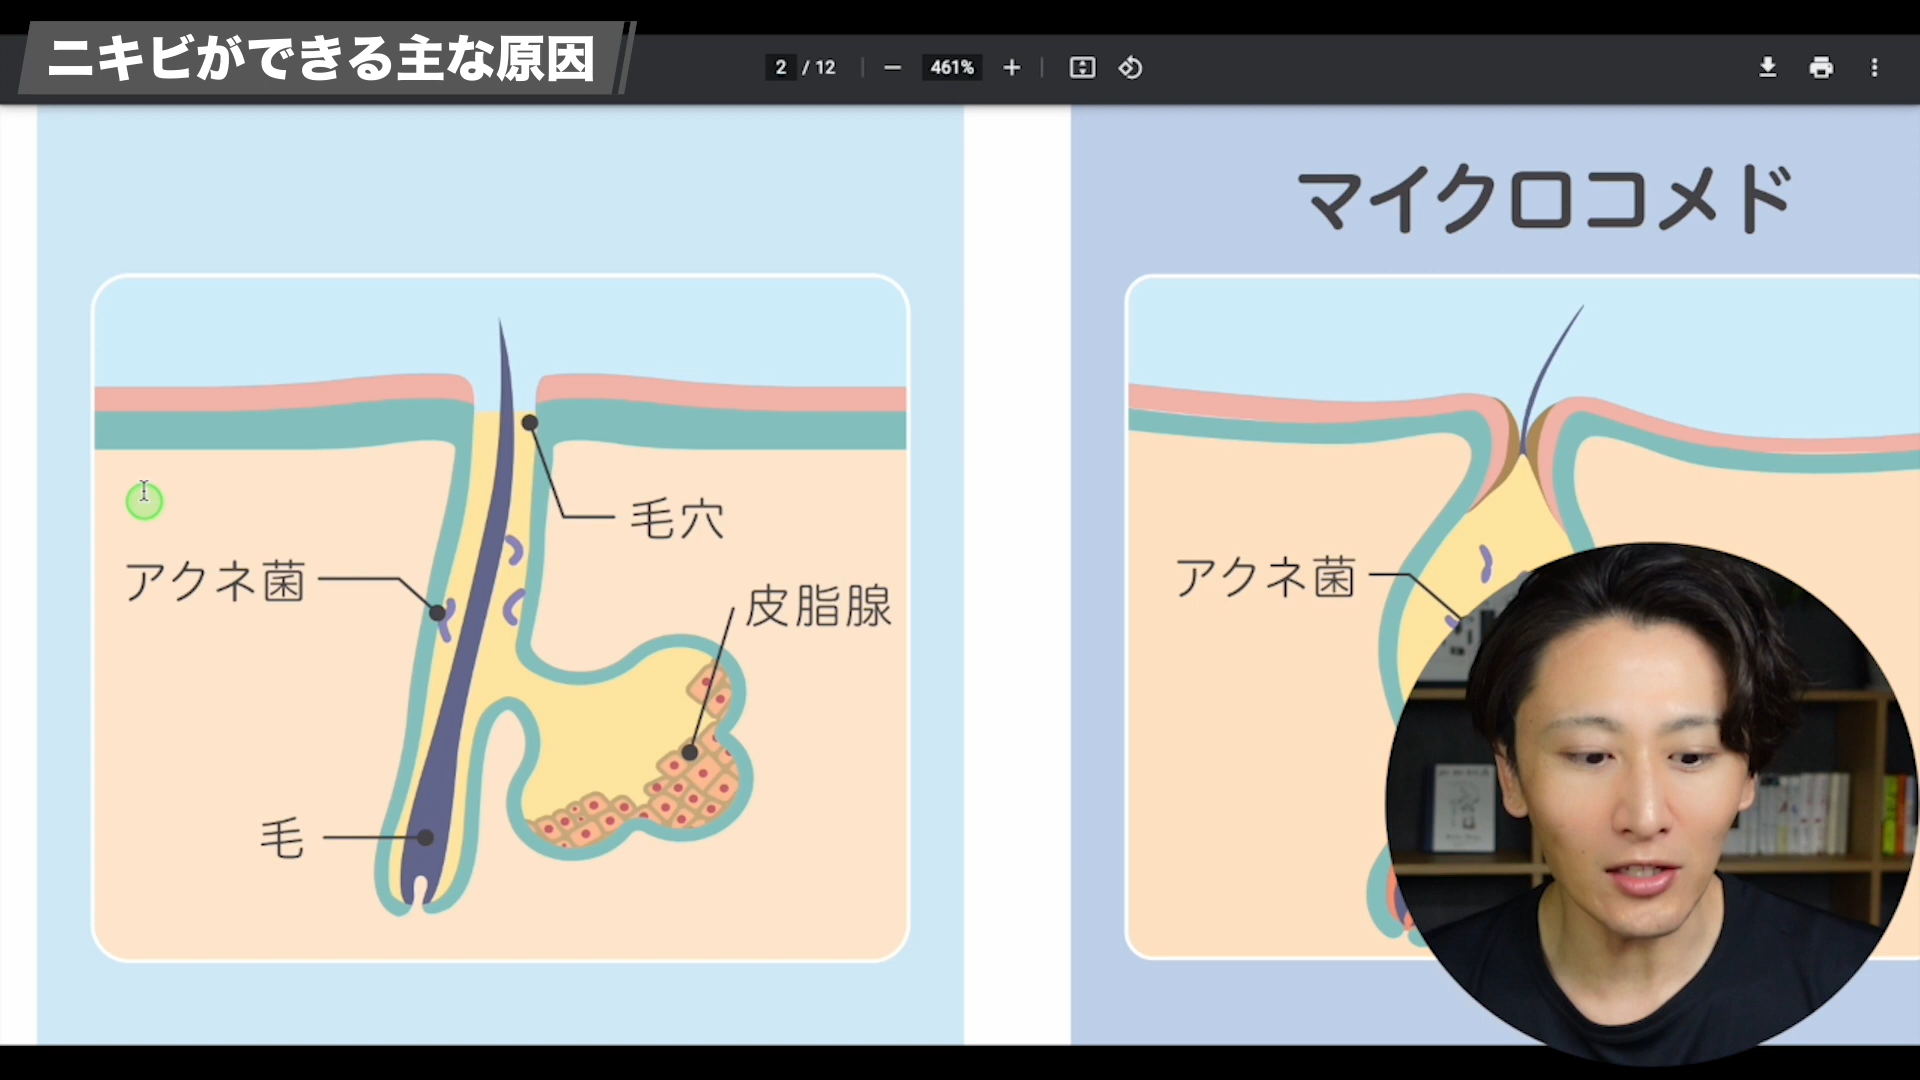 ニキビができる主な原因
2 / 12
461%
マイクロコメド
毛穴
アクネ菌
皮脂腺
毛
アクネ菌